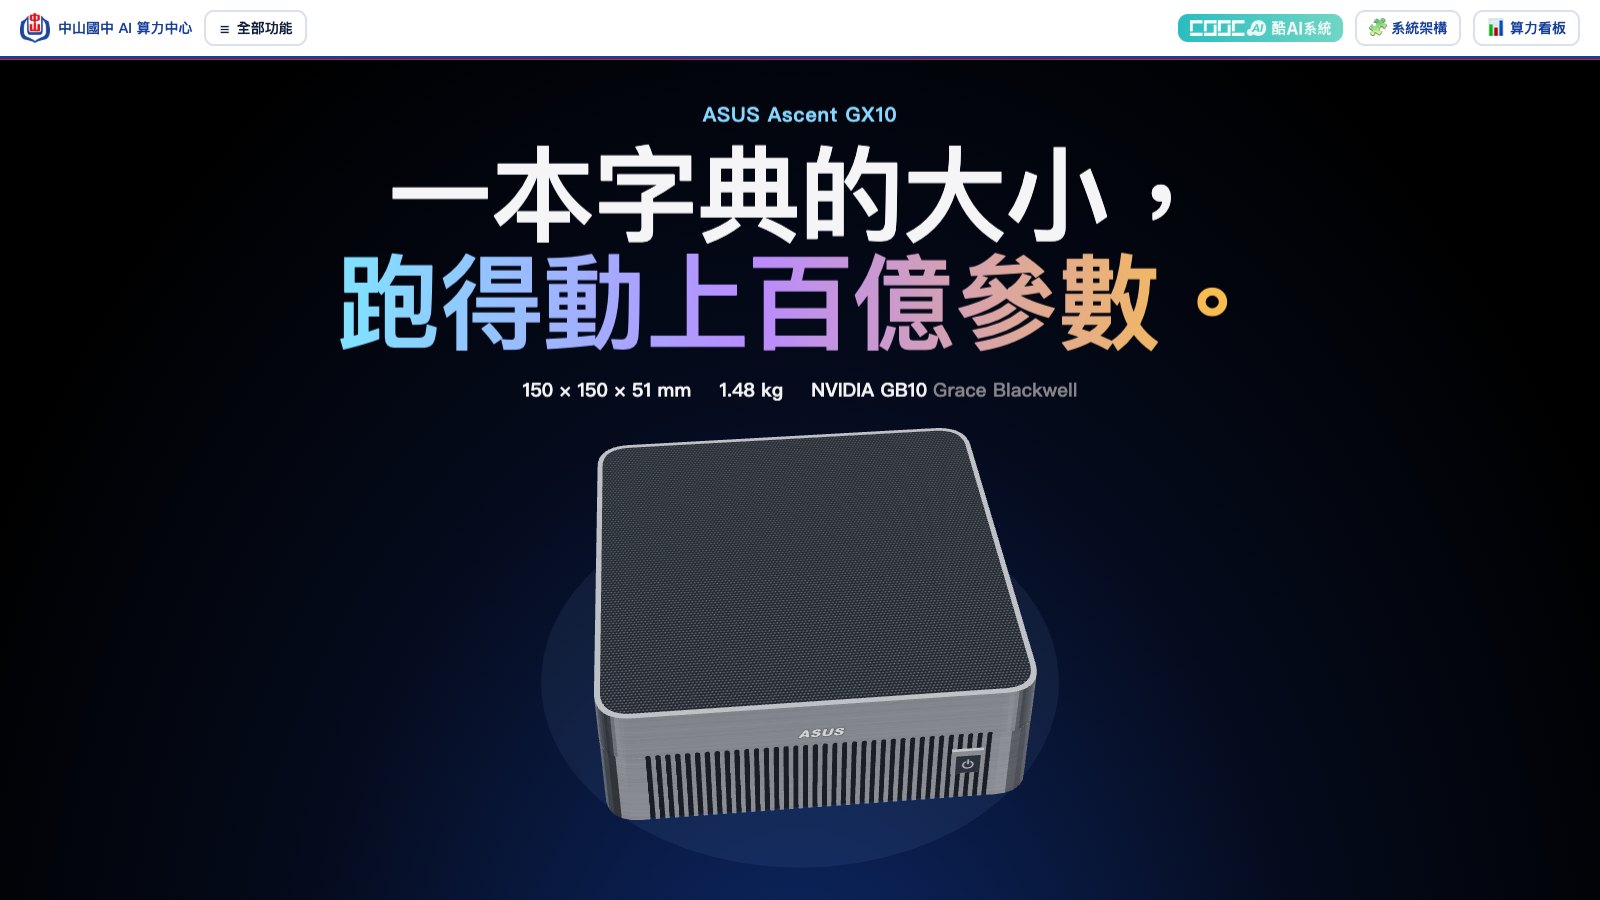 中山國中 AI 算力中心
≡ 全部功能
COOC AI 酷AI系統
系統架構
算力看板
ASUS Ascent GX10
一本字典的大小，
跑得動上百億參數。
150 × 150 × 51 mm 1.48 kg NVIDIA GB10 Grace Blackwell
ASUS